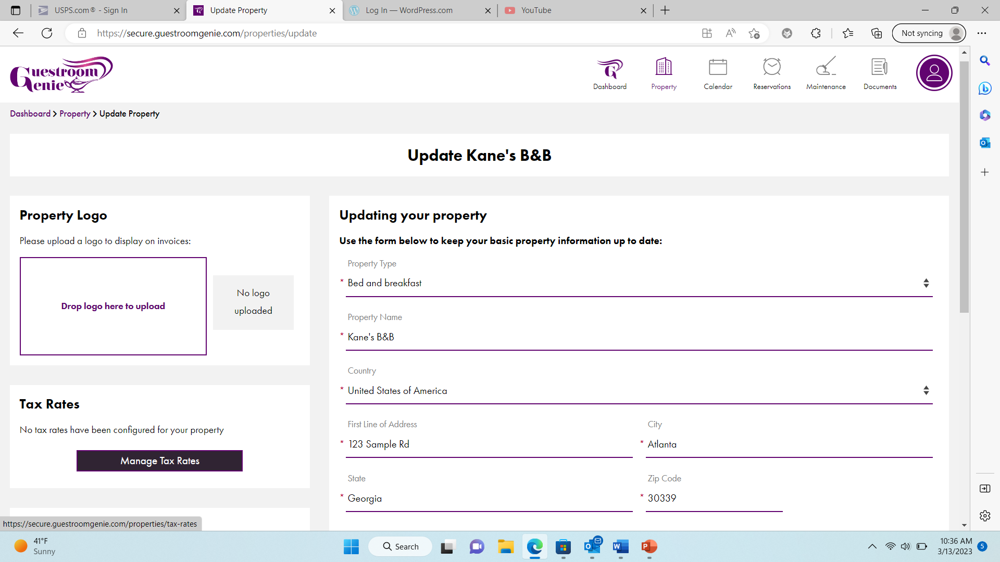 USPS.com® - Sign In
Update Property
Log In — WordPress.com
YouTube
https://secure.guestroomgenie.com/properties/update
Not syncing
Guestroom
Genie
Dashboard
Property
Calendar
Reservations
Maintenance
Documents
Dashboard > Property > Update Property
Update Kane's B&B
Property Logo
Please upload a logo to display on invoices:
Drop logo here to upload
No logo
uploaded
Tax Rates
No tax rates have been configured for your property
Manage Tax Rates
Updating your property
Use the form below to keep your basic property information up to date:
Property Type
* Bed and breakfast
Property Name
* Kane's B&B
Country
* United States of America
First Line of Address
* 123 Sample Rd
City
* Atlanta
State
* Georgia
Zip Code
* 30339
https://secure.guestroomgenie.com/properties/tax-rates
41°F
Sunny
Search
10:36 AM
3/13/2023
5